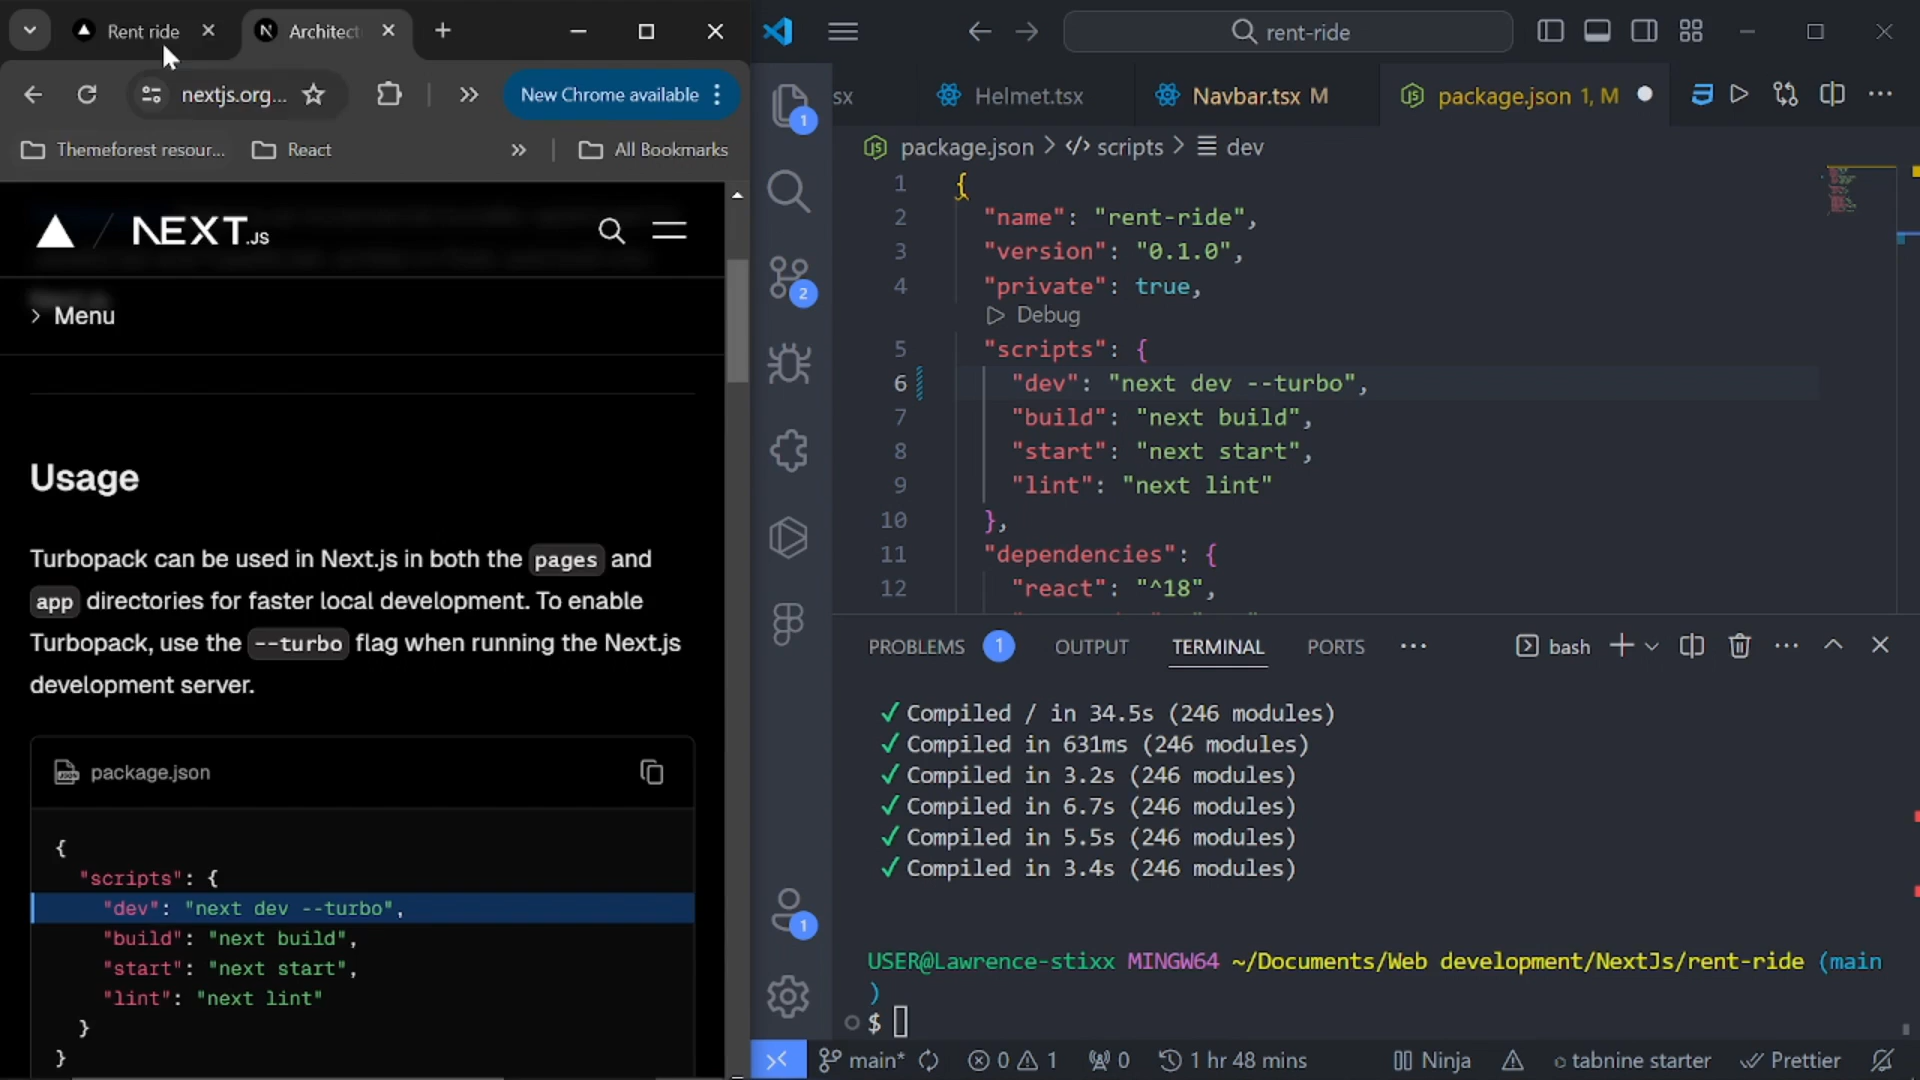 Rent ride
Architect
nextjs.org...
New Chrome available
Themeforest resour...
React
All Bookmarks
NEXT.JS
Menu
Usage
Turbopack can be used in Next.js in both the pages and
app directories for faster local development. To enable
Turbopack, use the --turbo flag when running the Next.js
development server.
package.json
{
"scripts": {
"dev": "next dev --turbo",
"build": "next build",
"start": "next start",
"lint": "next lint"
}
}
rent-ride
1
2
1
sx
Helmet.tsx
Navbar.tsx M
package.json 1, M
package.json > scripts > dev
1 {
2 "name": "rent-ride",
3 "version": "0.1.0",
4 "private": true,
Debug
5 "scripts": {
6 "dev": "next dev --turbo",
7 "build": "next build",
8 "start": "next start",
9 "lint": "next lint"
10 },
11 "dependencies": {
12 "react": "^18",
PROBLEMS 1 OUTPUT TERMINAL PORTS ... bash
✓ Compiled / in 34.5s (246 modules)
✓ Compiled in 631ms (246 modules)
✓ Compiled in 3.2s (246 modules)
✓ Compiled in 6.7s (246 modules)
✓ Compiled in 5.5s (246 modules)
✓ Compiled in 3.4s (246 modules)
USER@Lawrence-stixx MINGW64 ~/Documents/Web development/NextJs/rent-ride (main
)
$
main* 0 1 0 1 hr 48 mins Ninja tabnine starter Prettier